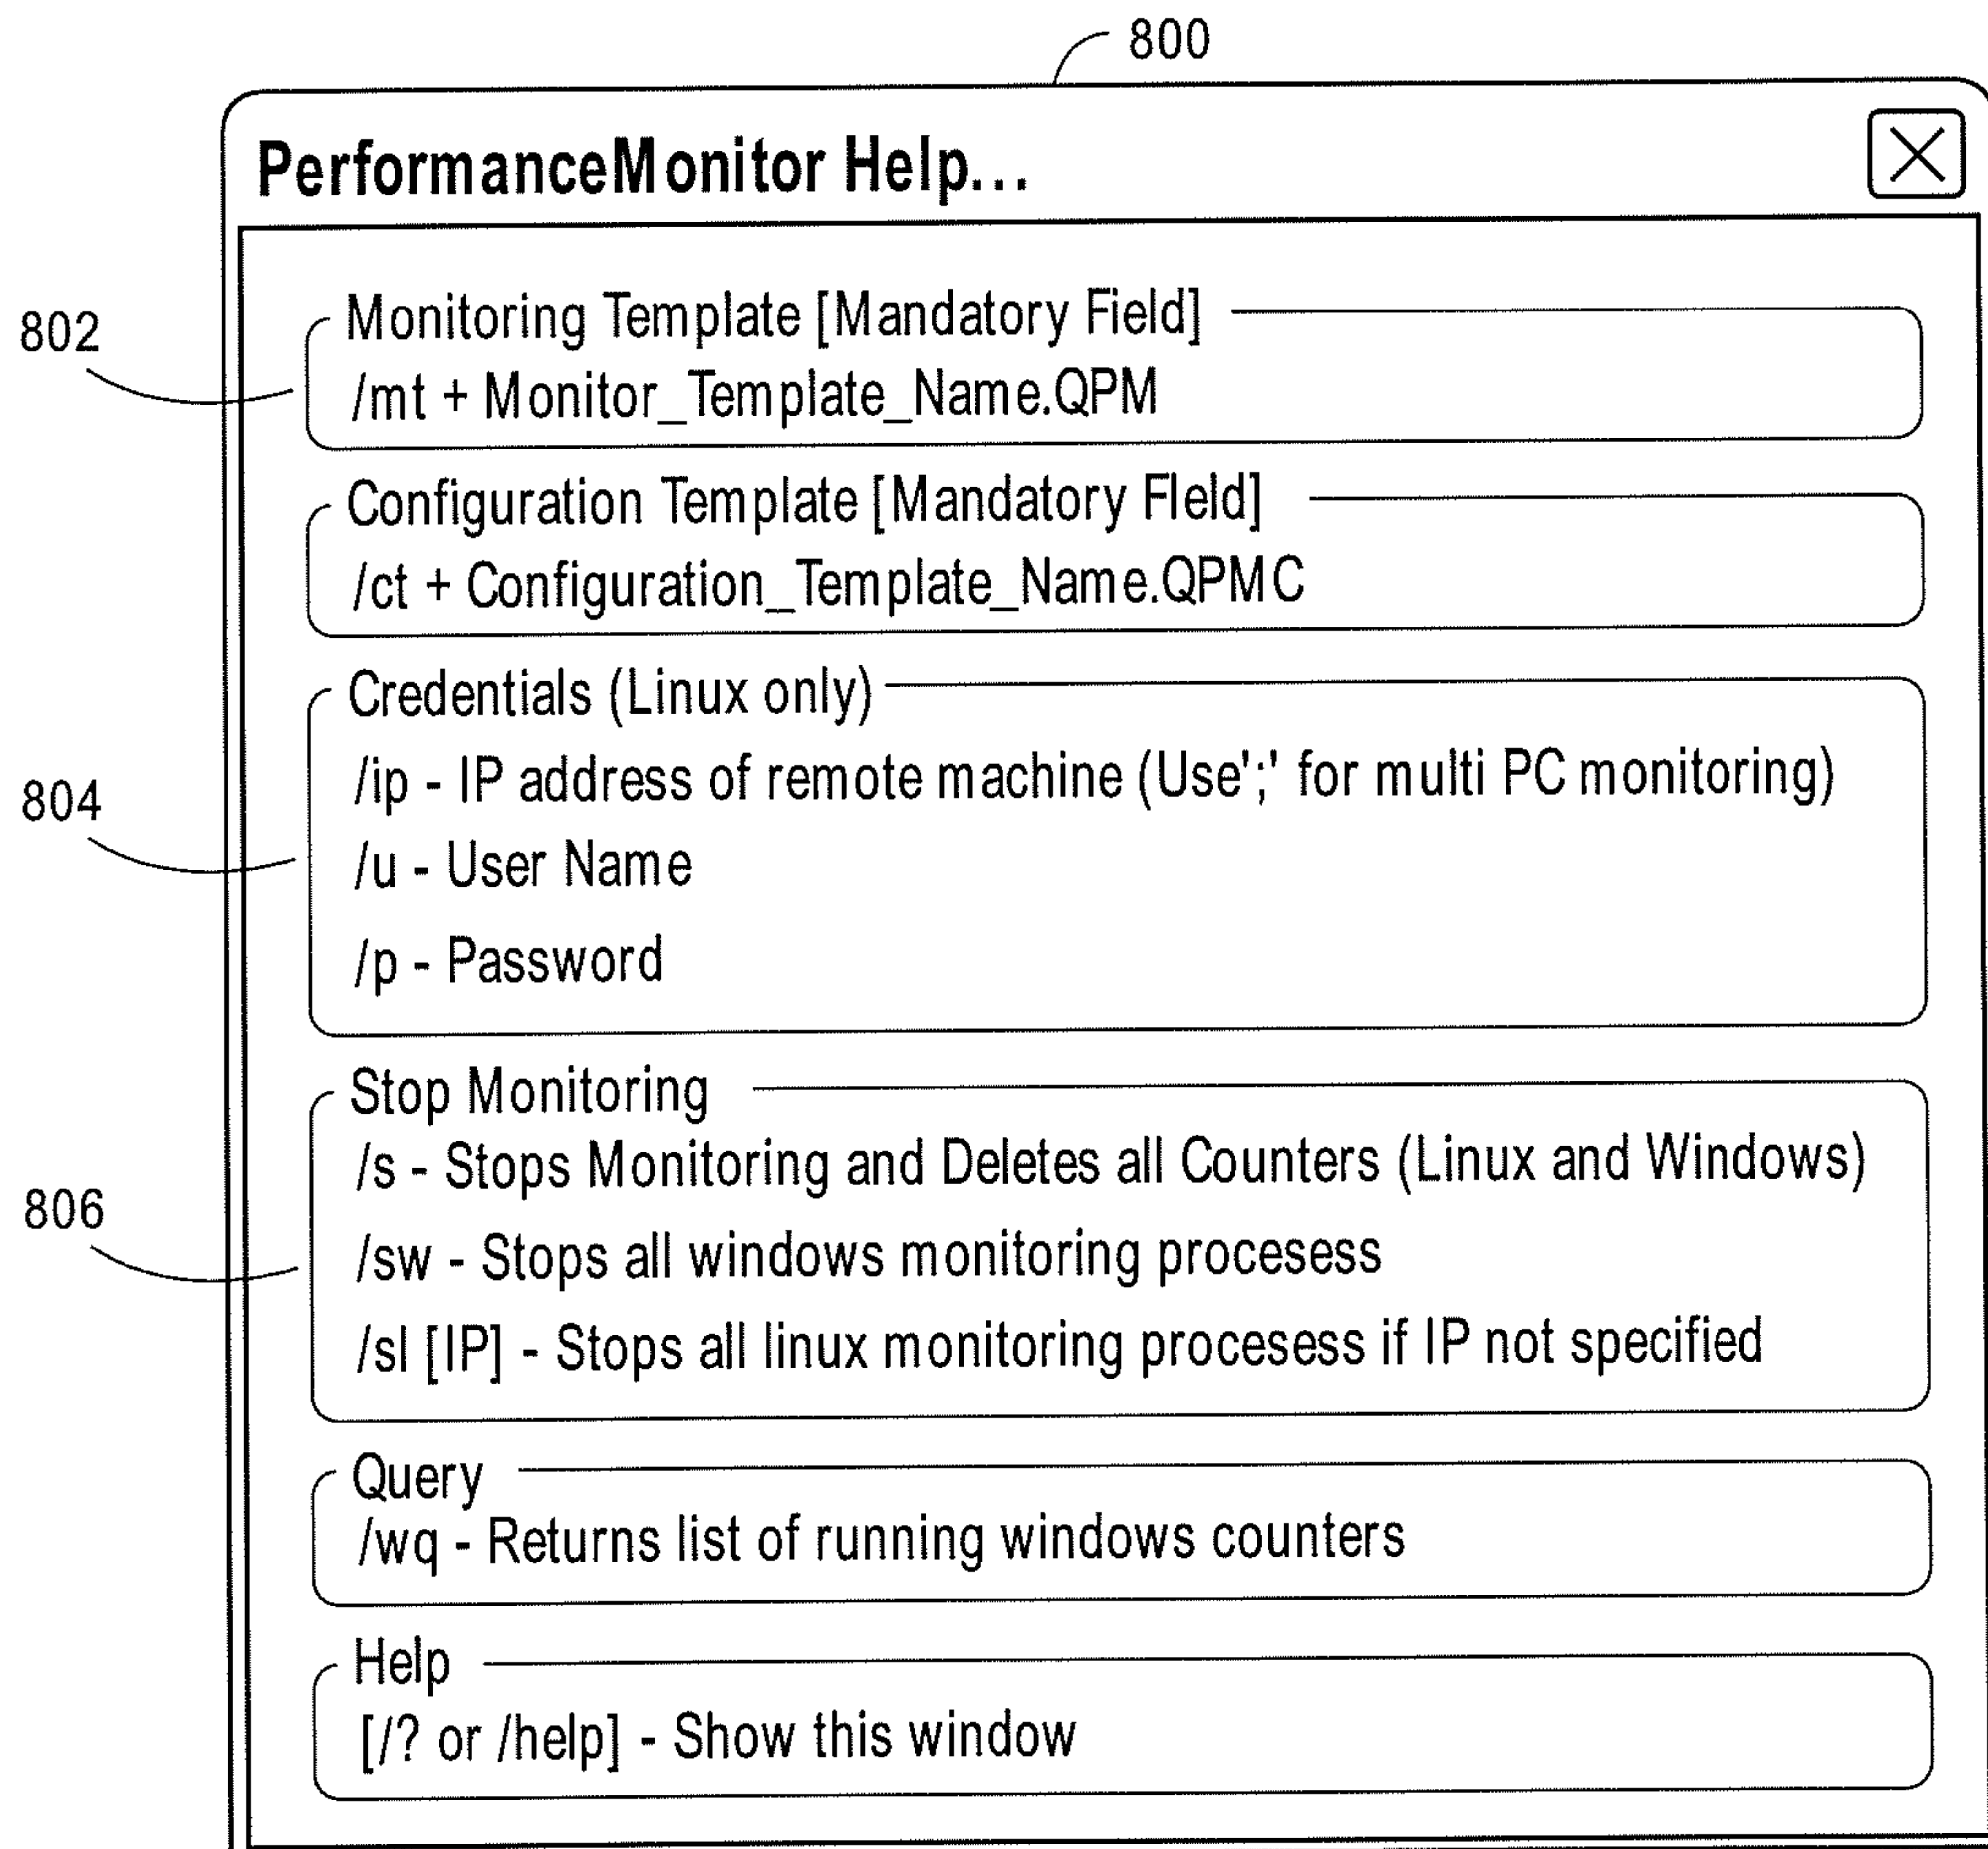 800
PerformanceMonitor Help...
802
Monitoring Template [Mandatory Field]
/mt + Monitor_Template_Name.QPM
Configuration Template [Mandatory FIeld]
/ct + Configuration_Template_Name.QPMC
804
Credentials (Linux only)
/ip - IP address of remote machine (Use';' for multi PC monitoring)
/u - User Name
/p - Password
806
Stop Monitoring
/s - Stops Monitoring and Deletes all Counters (Linux and Windows)
/sw - Stops all windows monitoring procesess
/sl [IP] - Stops all linux monitoring procesess if IP not specified
Query
/wq - Returns list of running windows counters
Help
[/? or /help] - Show this window